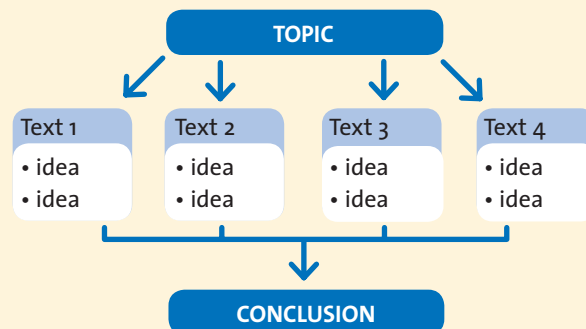 TOPIC
Text 1
• idea
• idea
Text 2
• idea
• idea
Text 3
• idea
• idea
Text 4
• idea
• idea
CONCLUSION